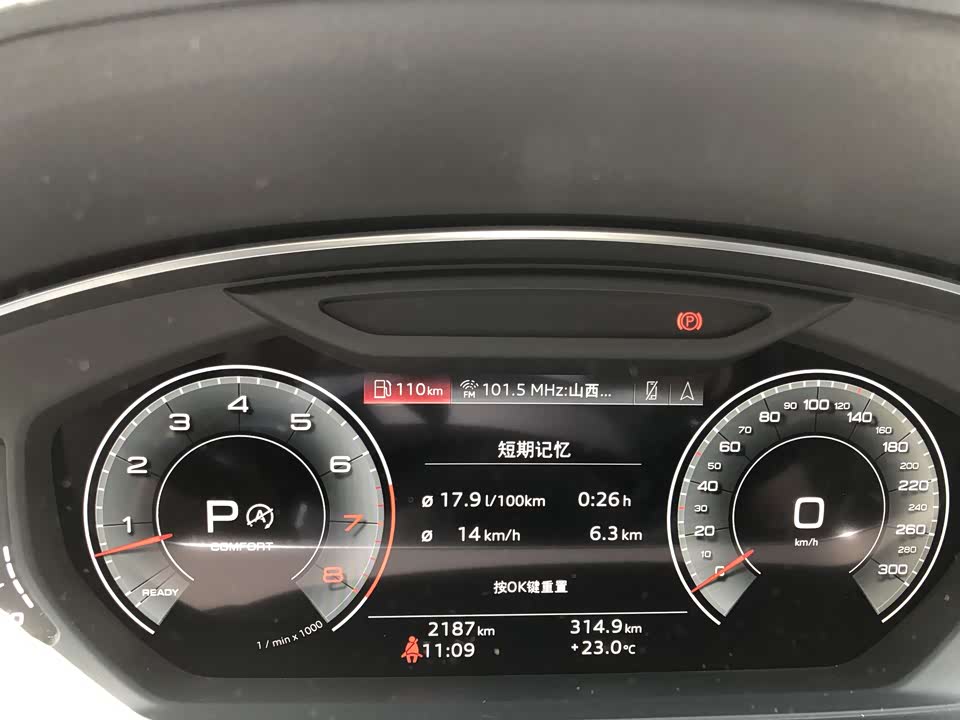 (P)
110 km
FM 101.5 MHz:山西...
短期记忆
ø 17.9 l/100km 0:26 h
ø 14 km/h 6.3 km
按OK键重置
2187 km 314.9 km
11:09 +23.0°C
1 2 3 4 5 6 7 8
P A
COMFORT
READY
1 / min x 1000
0 10 20 30 40 50 60 70 80 90 100 120 140 160 180 200 220 240 260 280 300
0
km/h